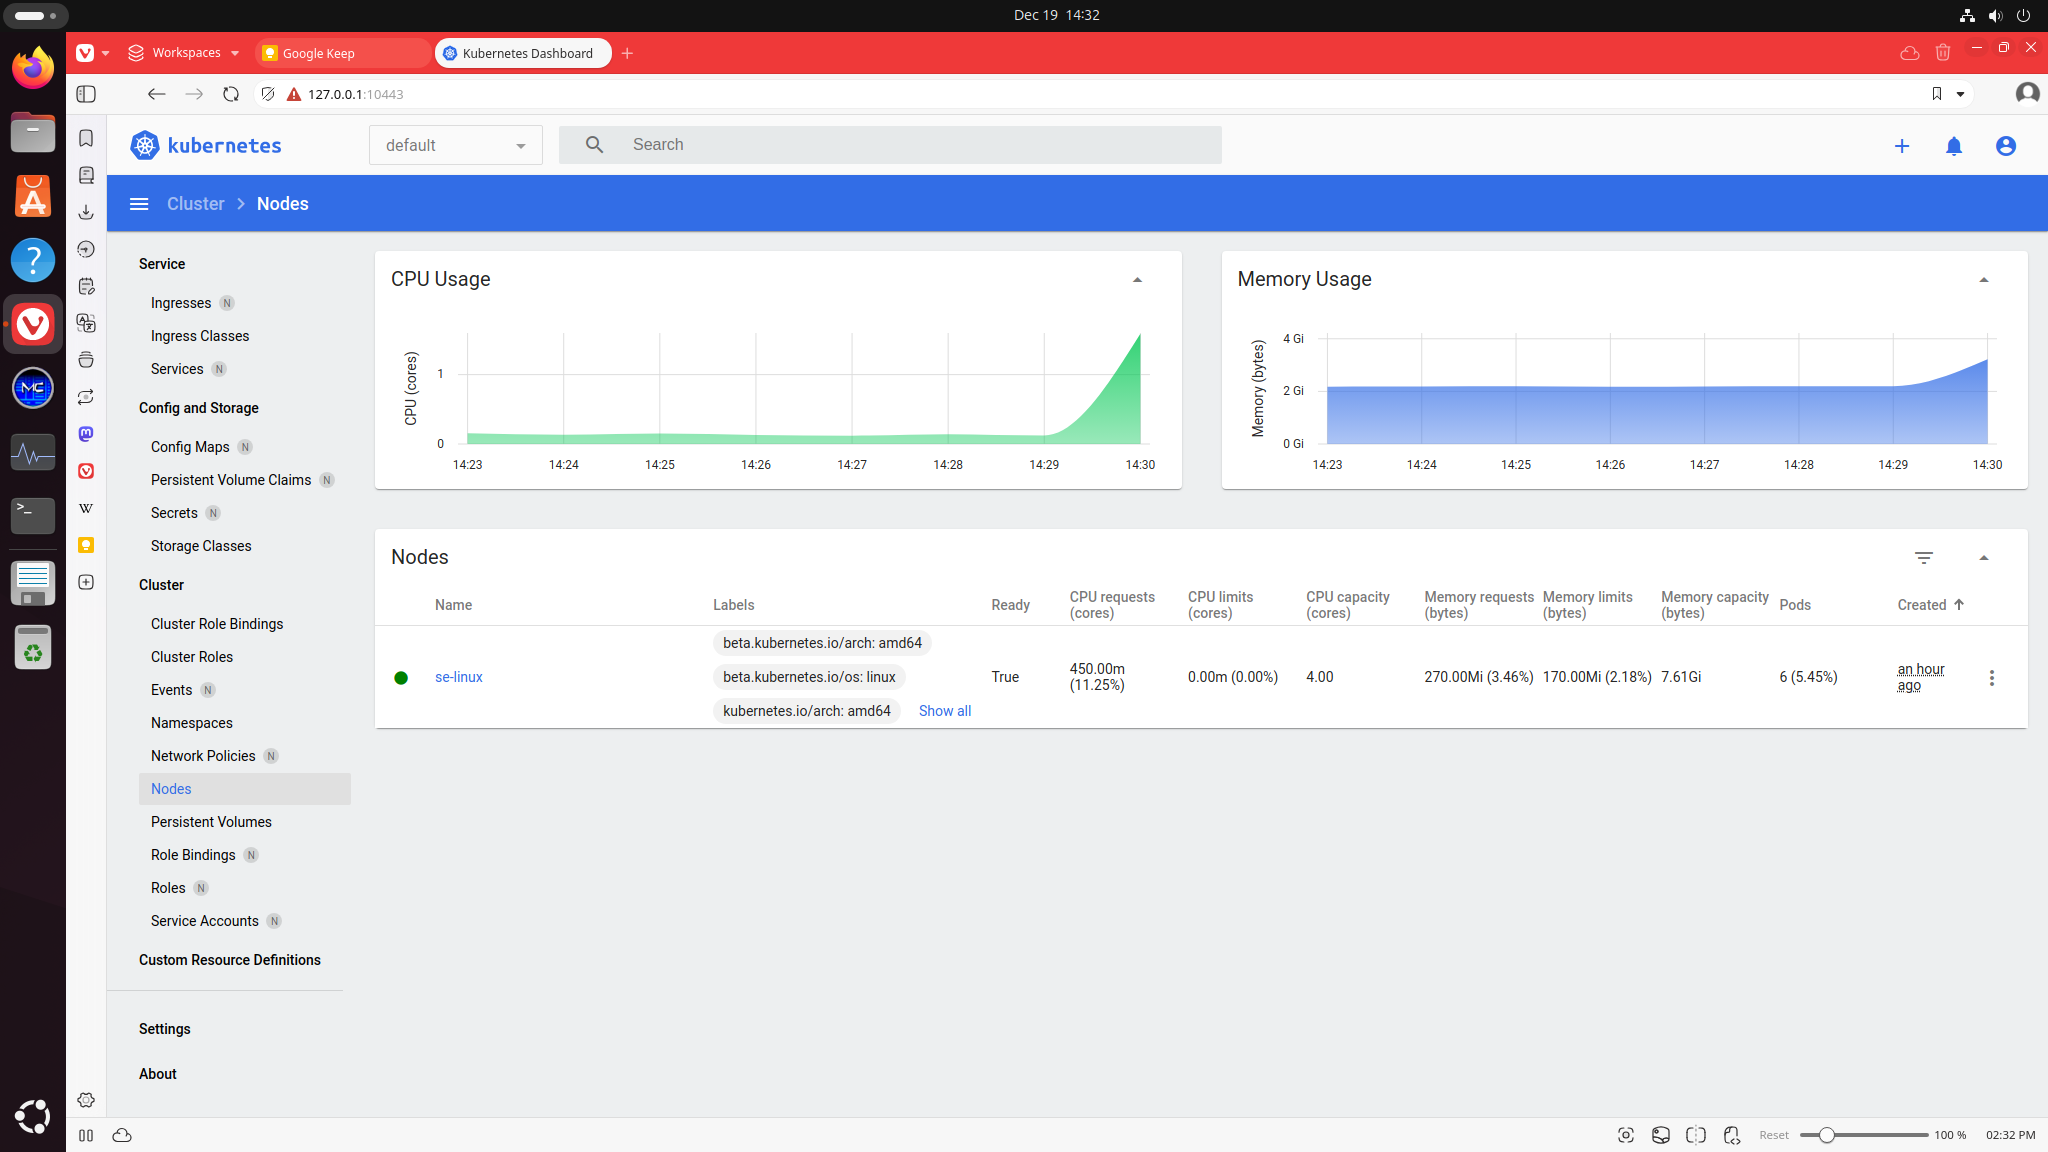 Dec 19 14:32
Workspaces
Google Keep
Kubernetes Dashboard
127.0.0.1:10443
kubernetes
default
Search
Cluster
Nodes
Service
Ingresses N
Ingress Classes
Services N
Config and Storage
Config Maps N
Persistent Volume Claims N
Secrets N
Storage Classes
Cluster
Cluster Role Bindings
Cluster Roles
Events N
Namespaces
Network Policies N
Nodes
Persistent Volumes
Role Bindings N
Roles N
Service Accounts N
Custom Resource Definitions
Settings
About
CPU Usage
CPU (cores)
1
0
14:23 14:24 14:25 14:26 14:27 14:28 14:29 14:30
Memory Usage
Memory (bytes)
4 Gi
2 Gi
0 Gi
14:23 14:24 14:25 14:26 14:27 14:28 14:29 14:30
Nodes
Name
Labels
Ready
CPU requests (cores)
CPU limits (cores)
CPU capacity (cores)
Memory requests (bytes)
Memory limits (bytes)
Memory capacity (bytes)
Pods
Created
se-linux
beta.kubernetes.io/arch: amd64
beta.kubernetes.io/os: linux
kubernetes.io/arch: amd64
Show all
True
450.00m
(11.25%)
0.00m (0.00%)
4.00
270.00Mi (3.46%)
170.00Mi (2.18%)
7.61Gi
6 (5.45%)
an hour
ago
Reset
100 %
02:32 PM